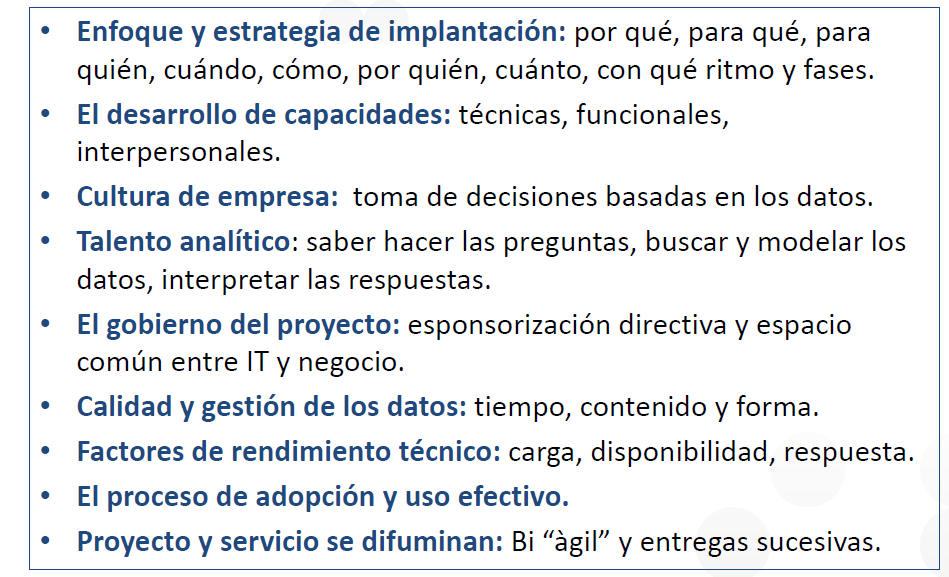 • Enfoque y estrategia de implantación: por qué, para qué, para
quién, cuándo, cómo, por quién, cuánto, con qué ritmo y fases.
• El desarrollo de capacidades: técnicas, funcionales,
interpersonales.
• Cultura de empresa: toma de decisiones basadas en los datos.
• Talento analítico: saber hacer las preguntas, buscar y modelar los
datos, interpretar las respuestas.
• El gobierno del proyecto: esponsorización directiva y espacio
común entre IT y negocio.
• Calidad y gestión de los datos: tiempo, contenido y forma.
• Factores de rendimiento técnico: carga, disponibilidad, respuesta.
• El proceso de adopción y uso efectivo.
• Proyecto y servicio se difuminan: Bi “àgil” y entregas sucesivas.